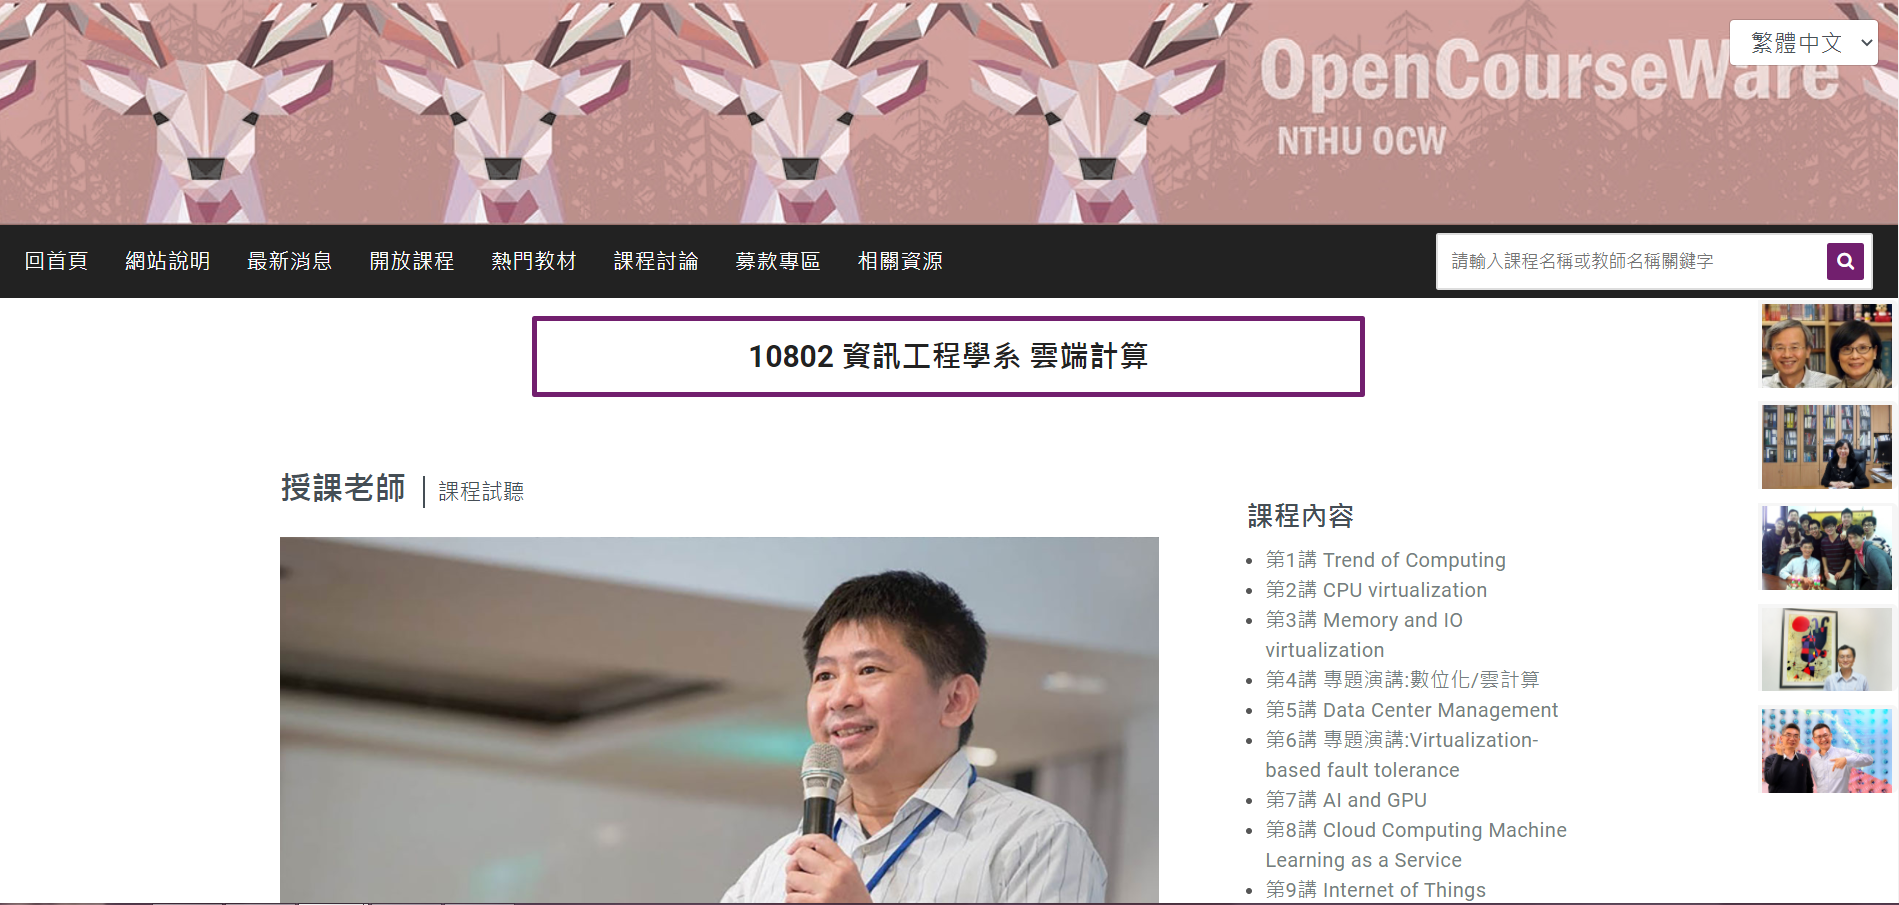 繁體中文
OpenCourseWare
NTHU OCW
回首頁 網站說明 最新消息 開放課程 熱門教材 課程討論 募款專區 相關資源
請輸入課程名稱或教師名稱關鍵字
10802 資訊工程學系 雲端計算
授課老師 | 課程試聽
課程內容
第1講 Trend of Computing
第2講 CPU virtualization
第3講 Memory and IO
virtualization
第4講 專題演講:數位化/雲計算
第5講 Data Center Management
第6講 專題演講:Virtualization-
based fault tolerance
第7講 AI and GPU
第8講 Cloud Computing Machine
Learning as a Service
第9講 Internet of Things